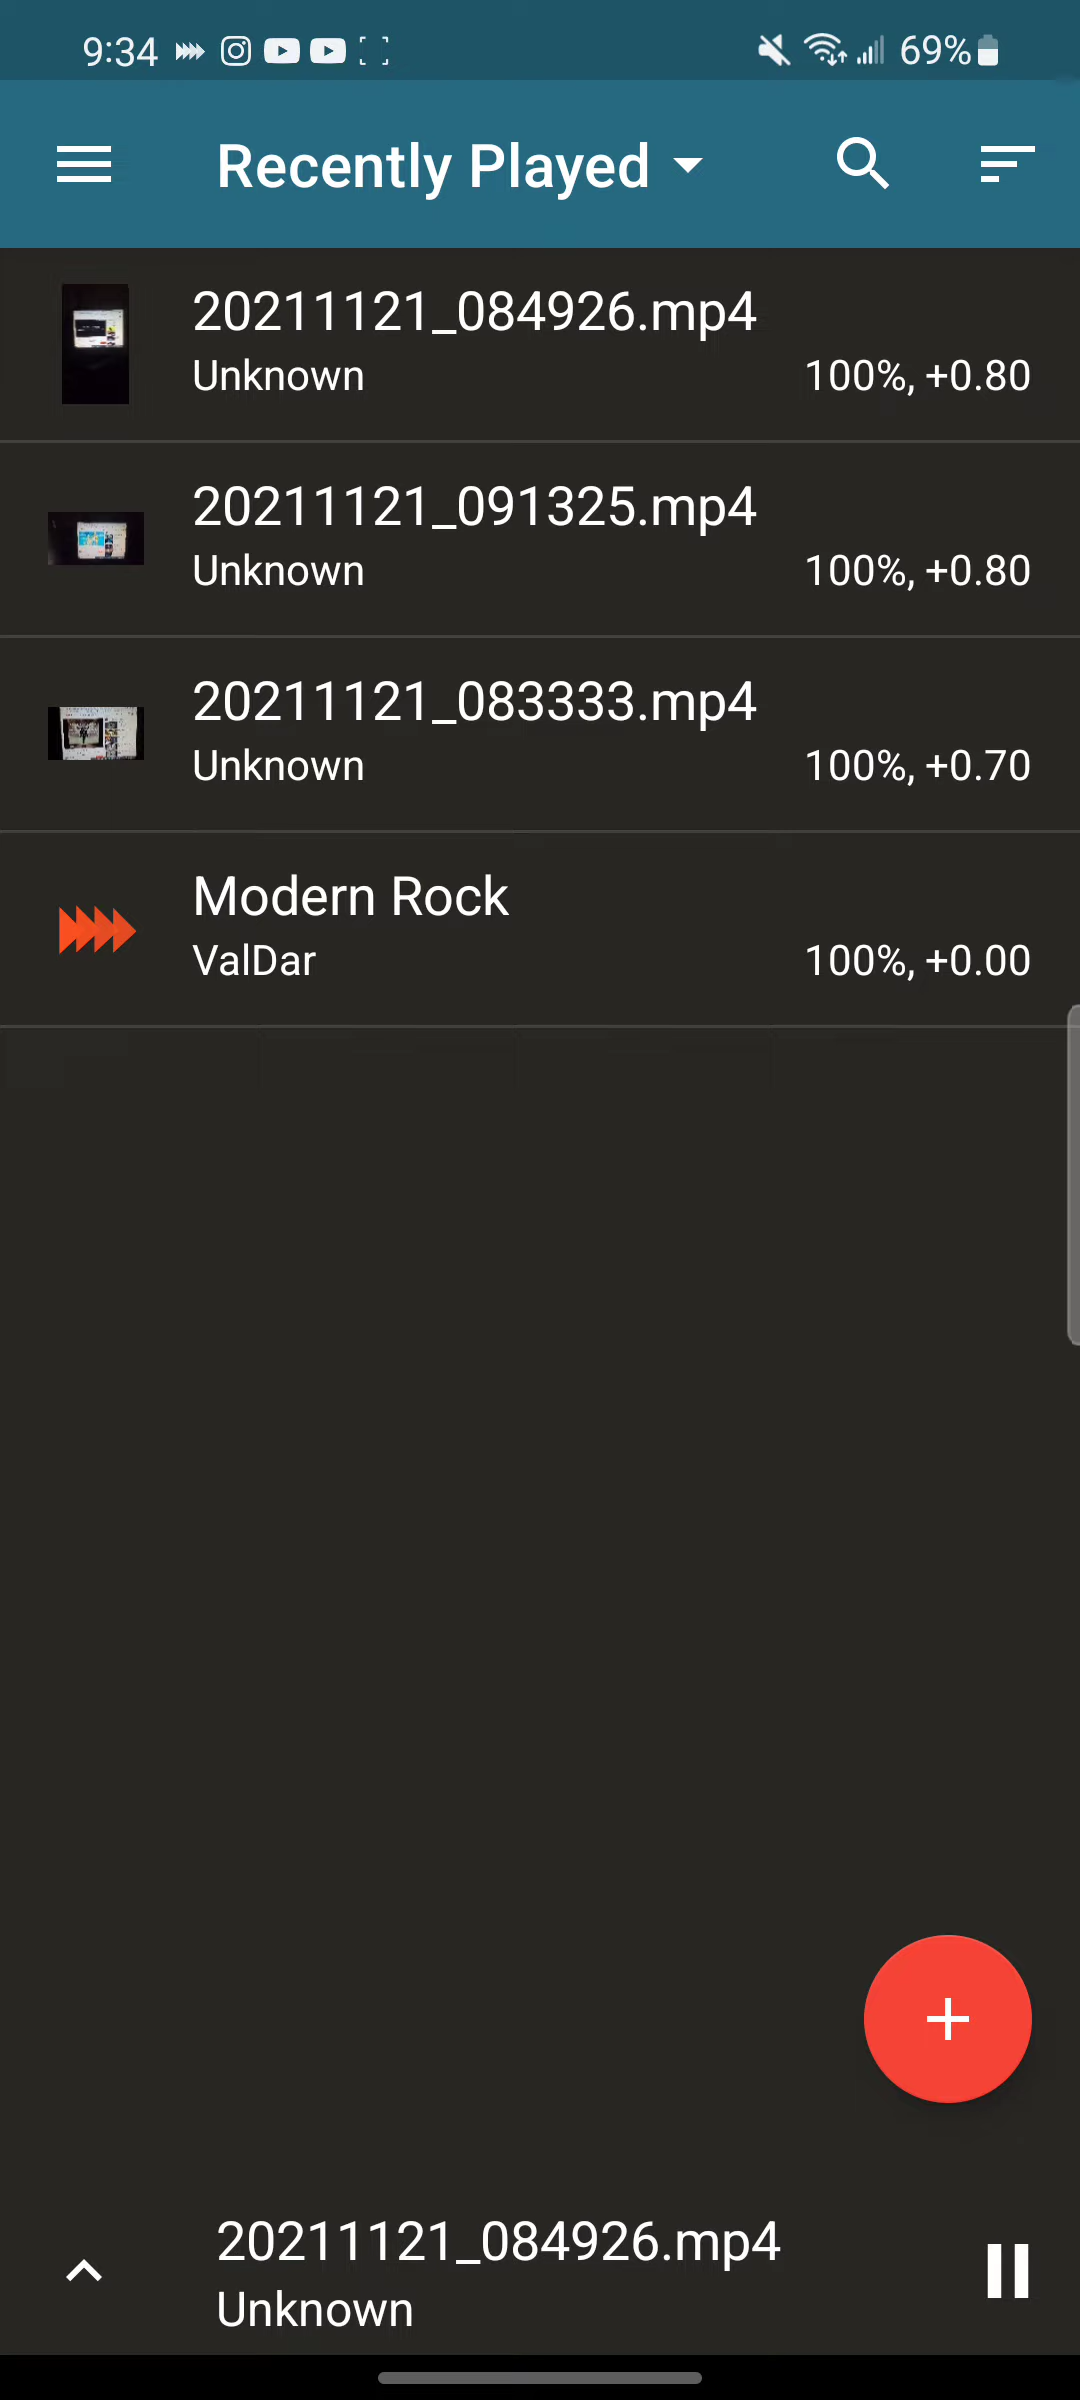 9:34
69%
Recently Played
20211121_084926.mp4
Unknown
100%, +0.80
20211121_091325.mp4
Unknown
100%, +0.80
20211121_083333.mp4
Unknown
100%, +0.70
Modern Rock
ValDar
100%, +0.00
20211121_084926.mp4
Unknown